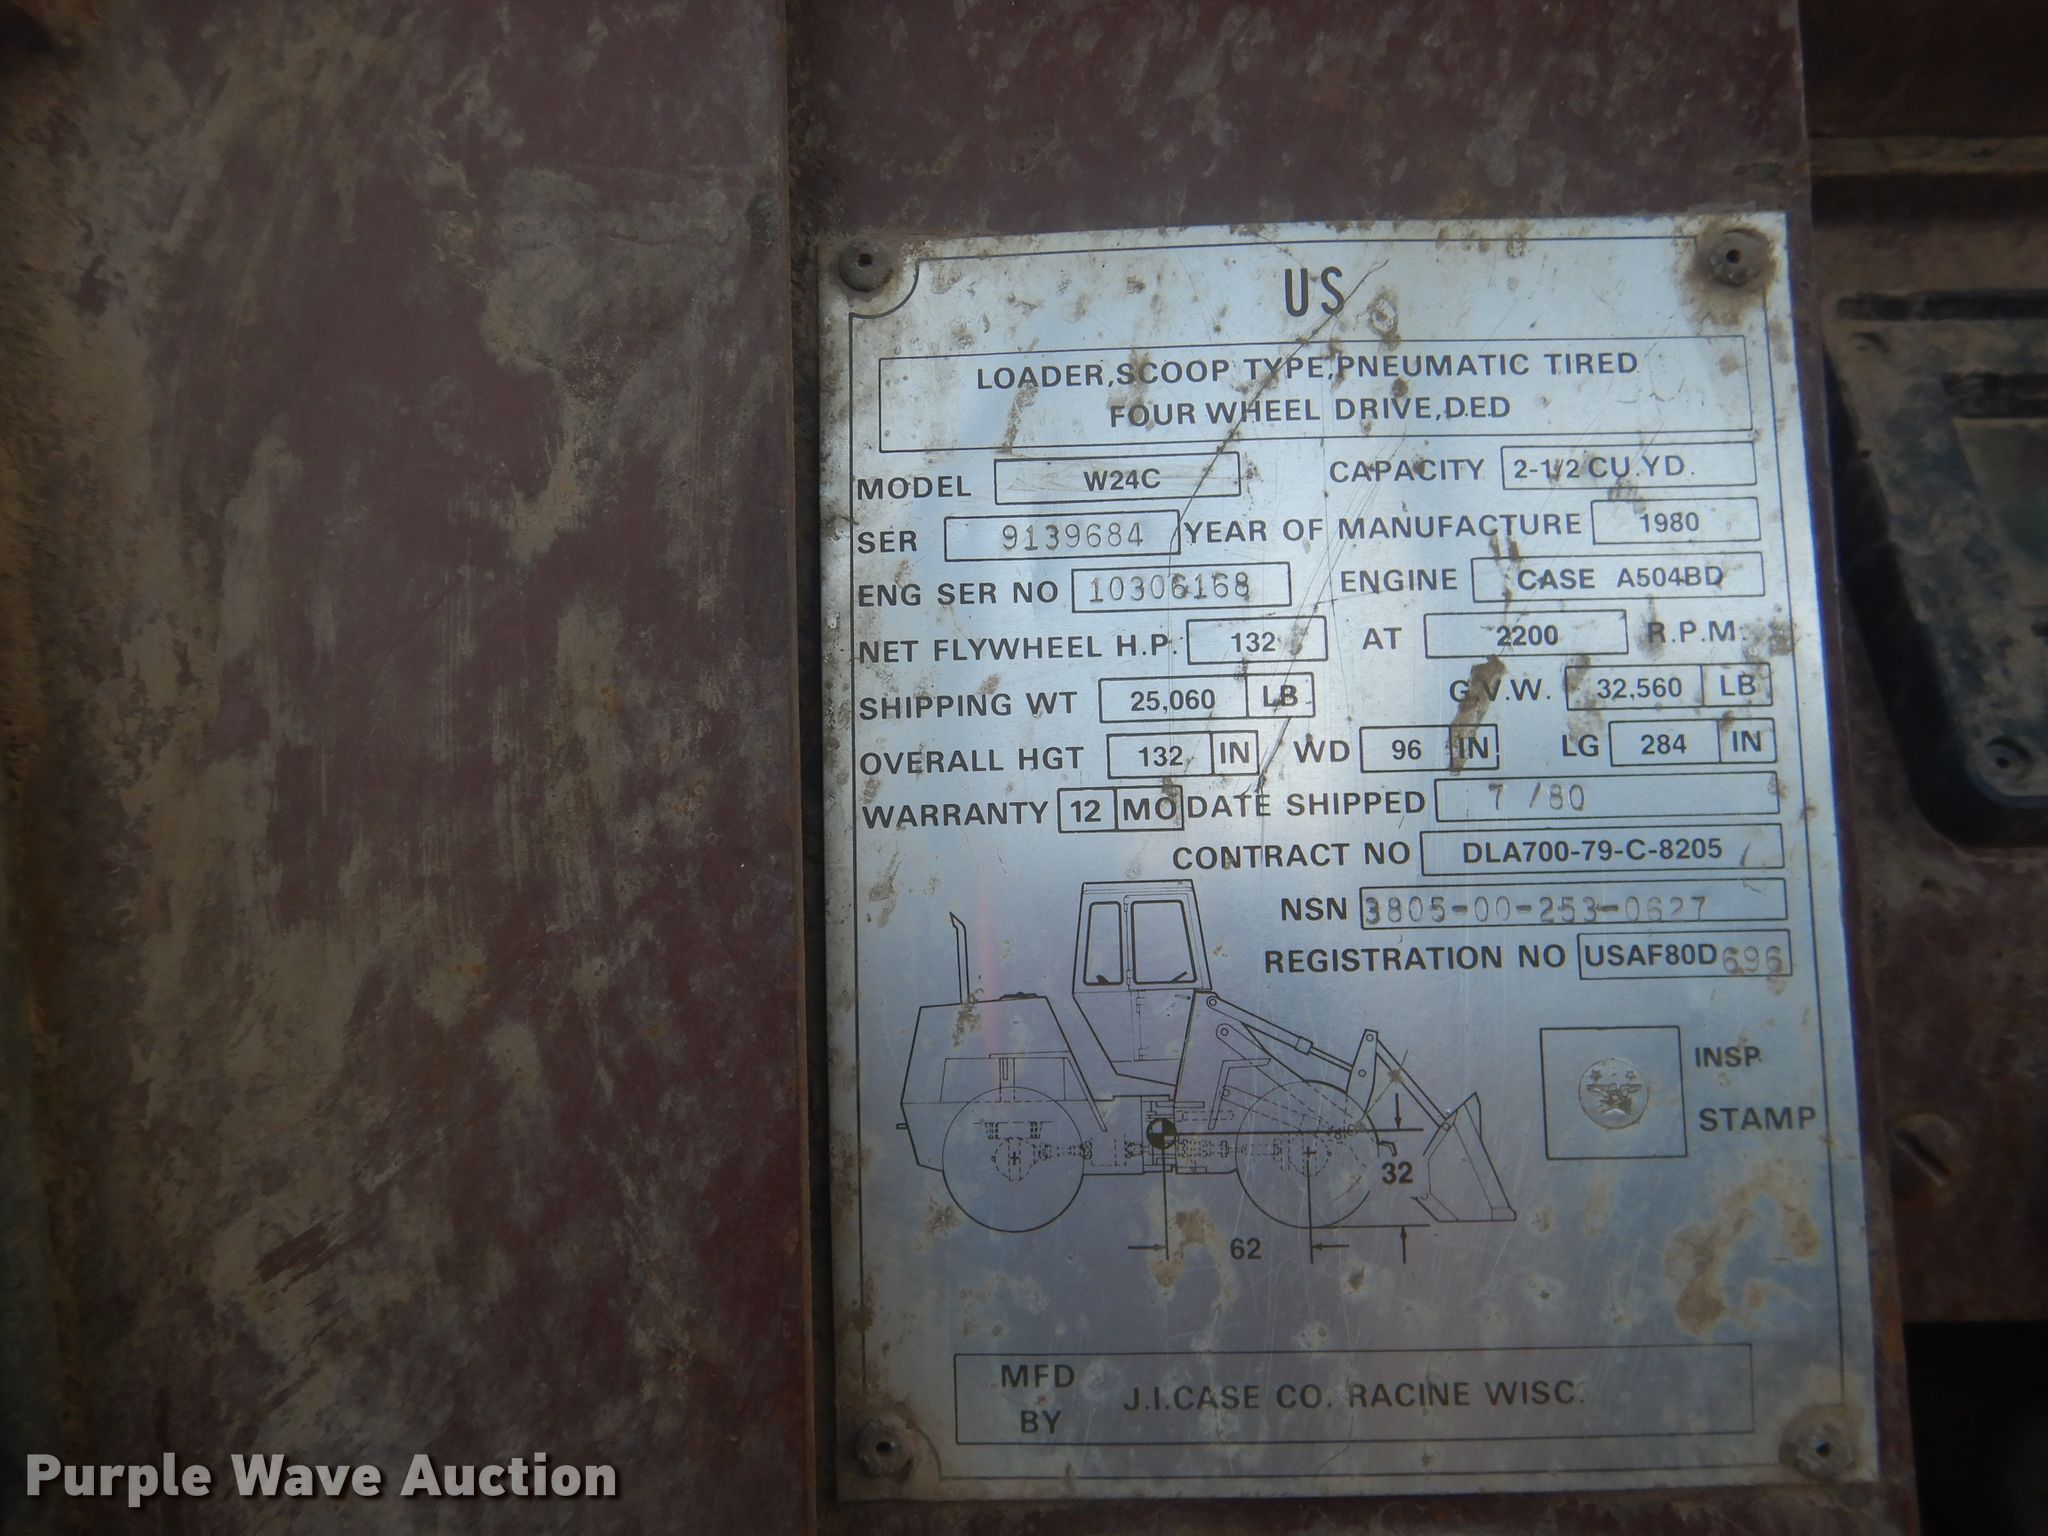 US
LOADER,SCOOP TYPE,PNEUMATIC TIRED
FOUR WHEEL DRIVE,D.E.D
MODEL W24C CAPACITY 2-1/2 CU.YD.
SER 9139684 YEAR OF MANUFACTURE 1980
ENG SER NO 10306168 ENGINE CASE A504BD
NET FLYWHEEL H.P. 132 AT 2200 R.P.M.
SHIPPING WT 25,060 LB G.V.W. 32,560 LB
OVERALL HGT 132 IN WD 96 IN LG 284 IN
WARRANTY 12 MO DATE SHIPPED 7 /80
CONTRACT NO DLA700-79-C-8205
NSN 3805-00-253-0627
REGISTRATION NO USAF80D696
INSP
STAMP
32
62
MFD
BY
J.I.CASE CO. RACINE WISC.
Purple Wave Auction